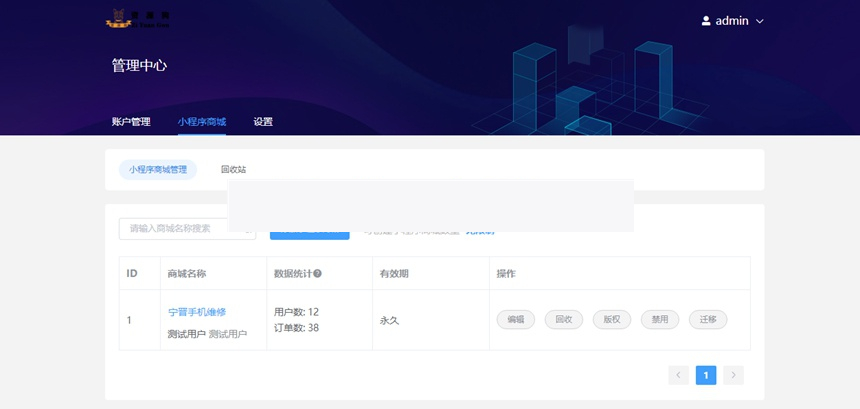 admin
管理中心
账户管理 小程序商城 设置
小程序商城管理 回收站
请输入商城名称搜素
ID 商城名称 数据统计 有效期 操作
1 宁晋手机维修 用户数: 12 永久 编辑 回收 版权 禁用 迁移
测试用户 测试用户 订单数: 38
1